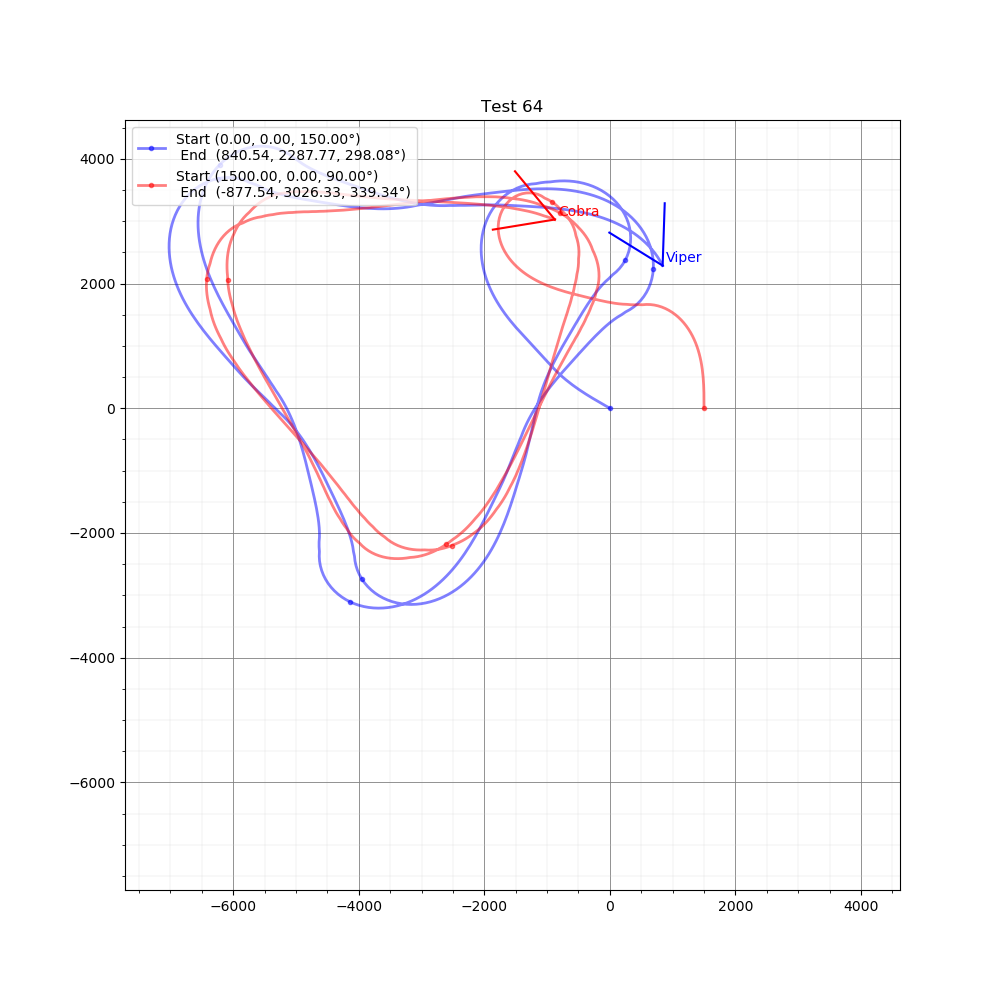 Test 64
Start (0.00, 0.00, 150.00°)
End (840.54, 2287.77, 298.08°)
Start (1500.00, 0.00, 90.00°)
End (-877.54, 3026.33, 339.34°)
4000
2000
0
−2000
−4000
−6000
Cobra
Viper
−6000
−4000
−2000
0
2000
4000